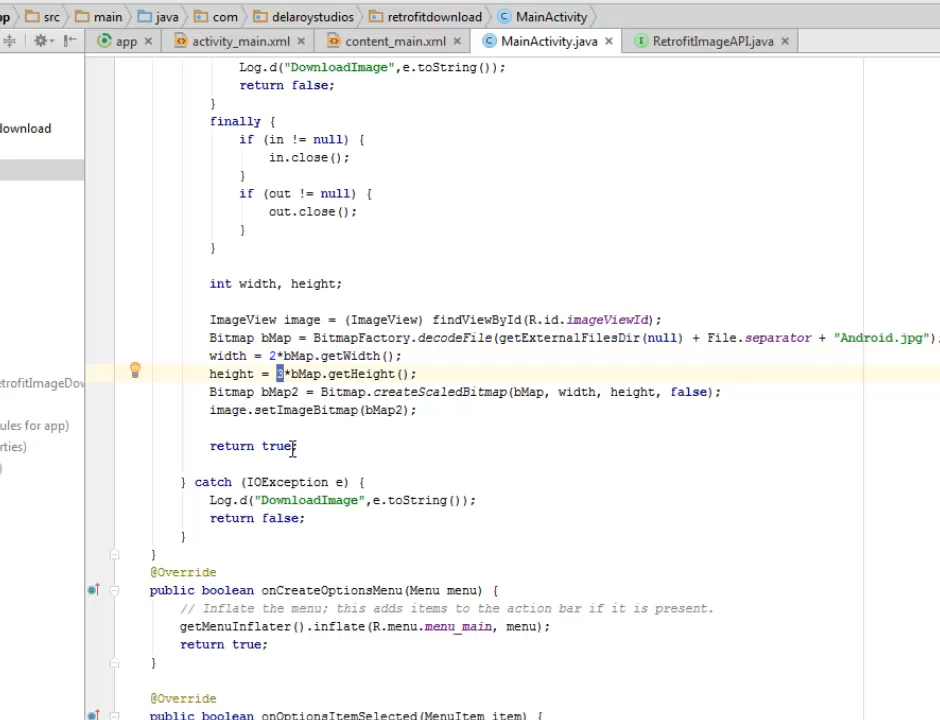 pp src main java com delaroystudios retrofitdownload MainActivity
app activity_main.xml content_main.xml MainActivity.java RetrofitImageAPI.java
Log.d("DownloadImage",e.toString());
return false;
}
finally {
if (in != null) {
in.close();
}
if (out != null) {
out.close();
}
}
int width, height;
ImageView image = (ImageView) findViewById(R.id.imageViewId);
Bitmap bMap = BitmapFactory.decodeFile(getExternalFilesDir(null) + File.separator + "Android.jpg");
width = 2*bMap.getWidth();
height = 3*bMap.getHeight();
Bitmap bMap2 = Bitmap.createScaledBitmap(bMap, width, height, false);
image.setImageBitmap(bMap2);
return true;
} catch (IOException e) {
Log.d("DownloadImage",e.toString());
return false;
}
}
@Override
public boolean onCreateOptionsMenu(Menu menu) {
// Inflate the menu; this adds items to the action bar if it is present.
getMenuInflater().inflate(R.menu.menu_main, menu);
return true;
}
@Override
public boolean onOptionsItemSelected(MenuItem item) {
download
etrofitImageDow
ules for app)
rties)
)